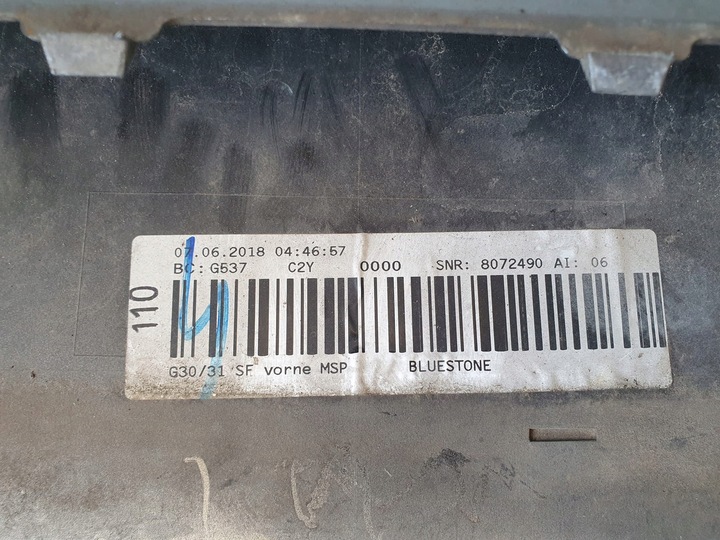 07.06.2018 04:46:57
BC: G537 C2Y 0000 SNR: 8072490 AI: 06
110
G30/31 SF vorne MSP BLUESTONE